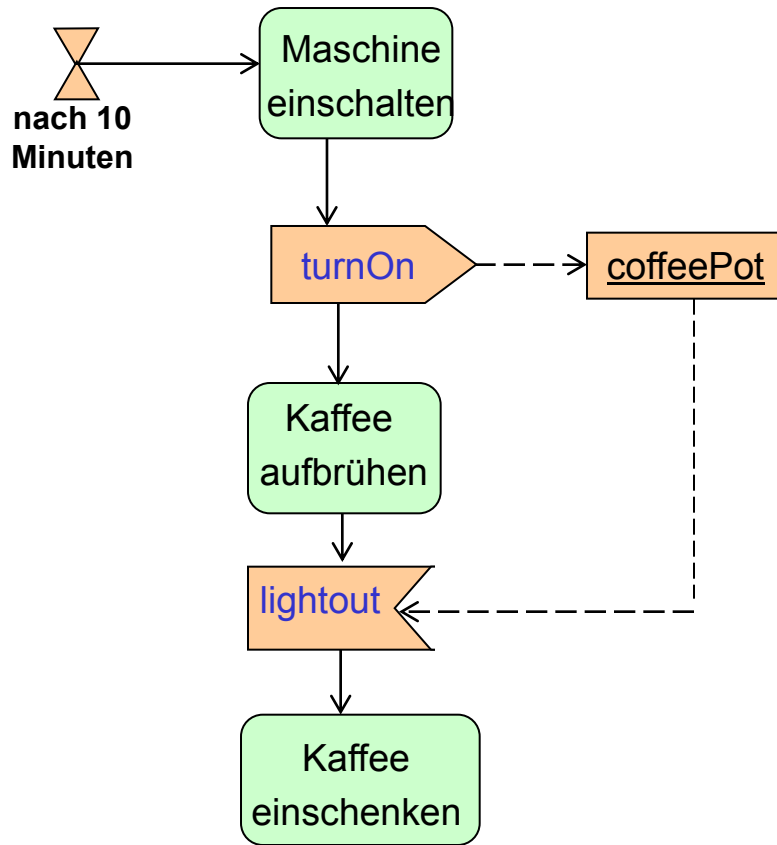 Maschine
einschalten
nach 10
Minuten
turnOn
coffeePot
Kaffee
aufbrühen
lightout
Kaffee
einschenken